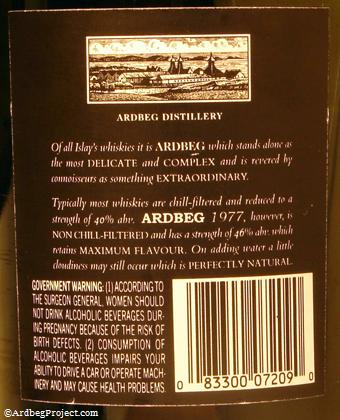 ARDBEG DISTILLERY
Of all Islay's whiskies it is ARDBEG which stands alone as
the most DELICATE and COMPLEX and is revered by
connoisseurs as something EXTRAORDINARY.
Typically most whiskies are chill-filtered and reduced to a
strength of 40% abv. ARDBEG 1977, however, is
NON CHILL-FILTERED and has a strength of 46% abv. which
retains MAXIMUM FLAVOUR. On adding water a little
cloudiness may still occur which is PERFECTLY NATURAL.
GOVERNMENT WARNING: (1) ACCORDING TO
THE SURGEON GENERAL, WOMEN SHOULD
NOT DRINK ALCOHOLIC BEVERAGES DUR-
ING PREGNANCY BECAUSE OF THE RISK OF
BIRTH DEFECTS. (2) CONSUMPTION OF
ALCOHOLIC BEVERAGES IMPAIRS YOUR
ABILITY TO DRIVE A CAR OR OPERATE MACH-
INERY AND MAY CAUSE HEALTH PROBLEMS.
0 83300 07209 0
©ArdbegProject.com